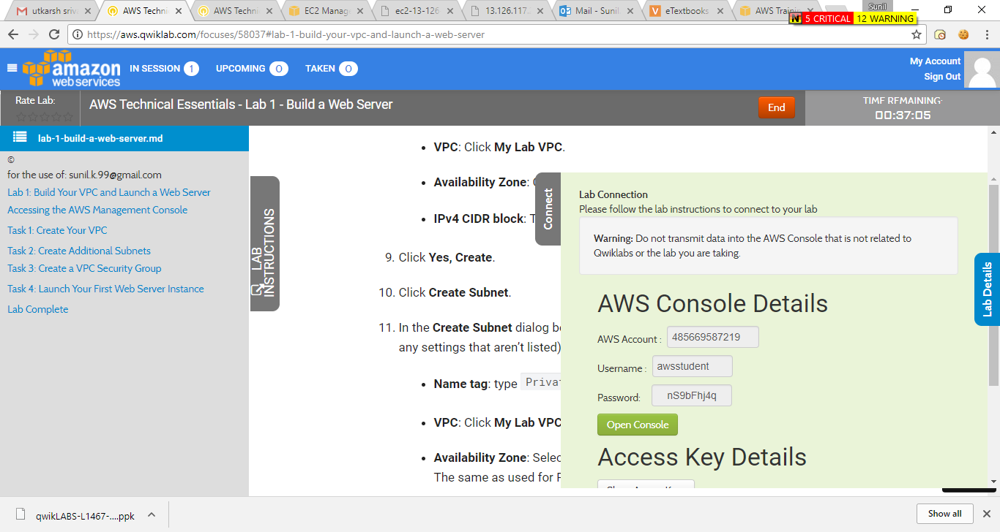 utkarsh sriv
AWS Techni
AWS Techni
EC2 Manage
ec2-13-126
13.126.117.
Mail - Sunil.
eTextbooks
AWS Trainin
Sunil
N 5 CRITICAL 12 WARNING
https://aws.qwiklab.com/focuses/58037#lab-1-build-your-vpc-and-launch-a-web-server
amazon
web services
IN SESSION 1
UPCOMING 0
TAKEN 0
My Account
Sign Out
Rate Lab:
AWS Technical Essentials - Lab 1 - Build a Web Server
End
TIME REMAINING:
00:37:05
lab-1-build-a-web-server.md
©
for the use of: sunil.k.99@gmail.com
Lab 1: Build Your VPC and Launch a Web Server
Accessing the AWS Management Console
Task 1: Create Your VPC
Task 2: Create Additional Subnets
Task 3: Create a VPC Security Group
Task 4: Launch Your First Web Server Instance
Lab Complete
LAB
INSTRUCTIONS
• VPC: Click My Lab VPC.
• Availability Zone:
• IPv4 CIDR block: T
9. Click Yes, Create.
10. Click Create Subnet.
11. In the Create Subnet dialog bo
any settings that aren't listed)
• Name tag: type Privat
• VPC: Click My Lab VPC
• Availability Zone: Selec
The same as used for P
Connect
Lab Connection
Please follow the lab instructions to connect to your lab
Warning: Do not transmit data into the AWS Console that is not related to
Qwiklabs or the lab you are taking.
AWS Console Details
AWS Account : 485669587219
Username : awsstudent
Password: nS9bFhj4q
Open Console
Access Key Details
Lab Details
qwikLABS-L1467-....ppk
Show all